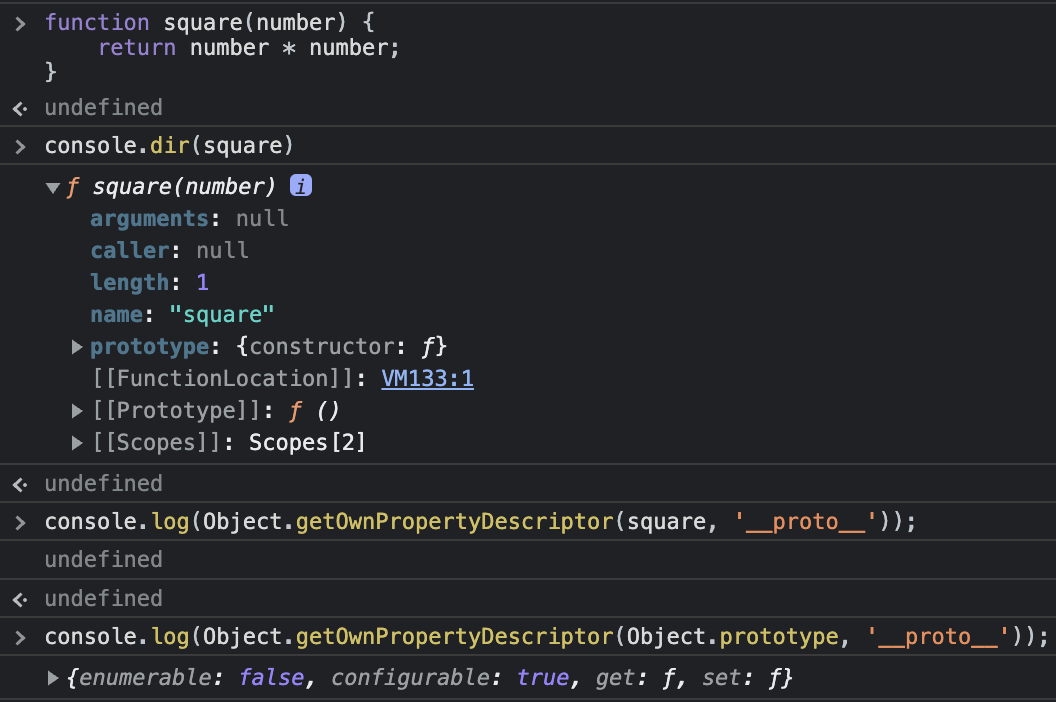 function square(number) {
return number * number;
}
undefined
console.dir(square)
ƒ square(number) i
arguments: null
caller: null
length: 1
name: "square"
prototype: {constructor: ƒ}
[[FunctionLocation]]: VM133:1
[[Prototype]]: ƒ ()
[[Scopes]]: Scopes[2]
undefined
console.log(Object.getOwnPropertyDescriptor(square, '__proto__'));
undefined
undefined
console.log(Object.getOwnPropertyDescriptor(Object.prototype, '__proto__'));
{enumerable: false, configurable: true, get: ƒ, set: ƒ}